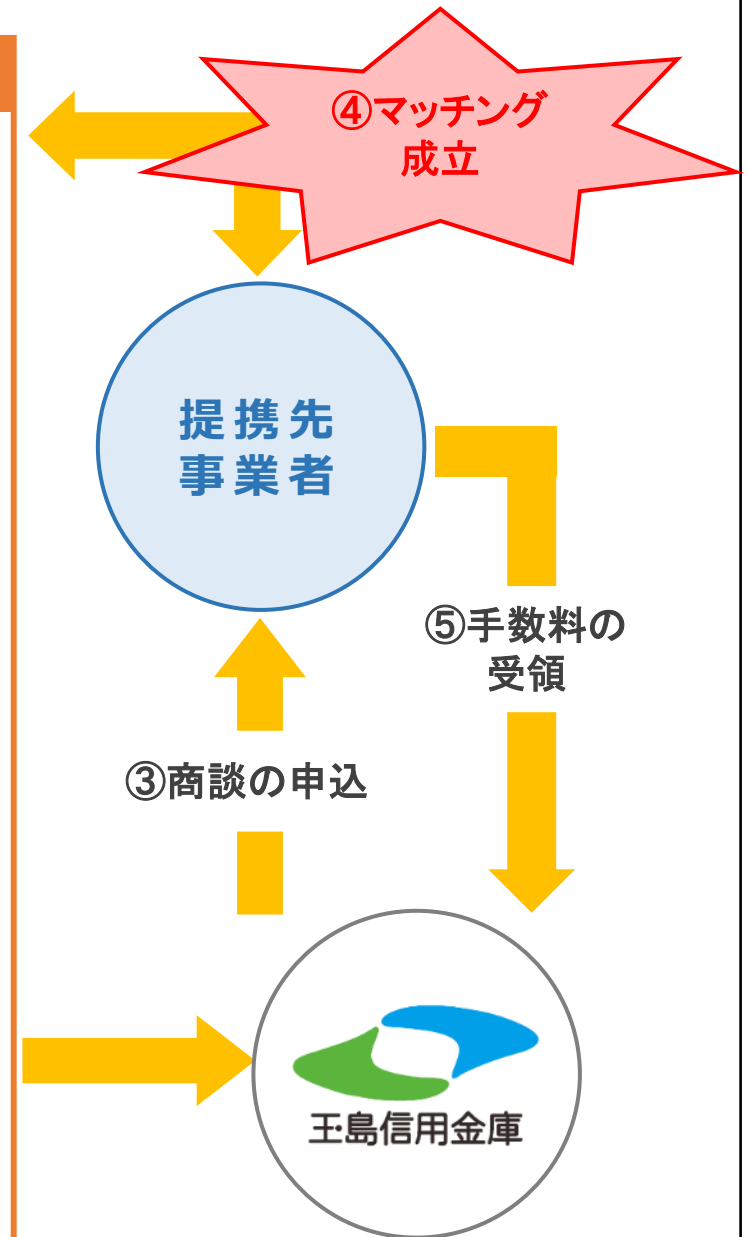 ④マッチング
成立
提携先
事業者
⑤手数料の
受領
③商談の申込
玉島信用金庫